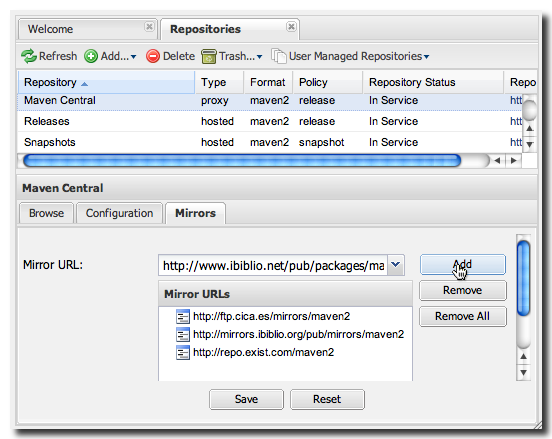 Welcome Repositories
Refresh Add... Delete Trash... User Managed Repositories
Repository Type Format Policy Repository Status Repo
Maven Central proxy maven2 release In Service htt
Releases hosted maven2 release In Service htt
Snapshots hosted maven2 snapshot In Service htt
Maven Central
Browse Configuration Mirrors
Mirror URL: http://www.ibiblio.net/pub/packages/ma Add
Mirror URLs Remove
http://ftp.cica.es/mirrors/maven2 Remove All
http://mirrors.ibiblio.org/pub/mirrors/maven2
http://repo.exist.com/maven2
Save Reset